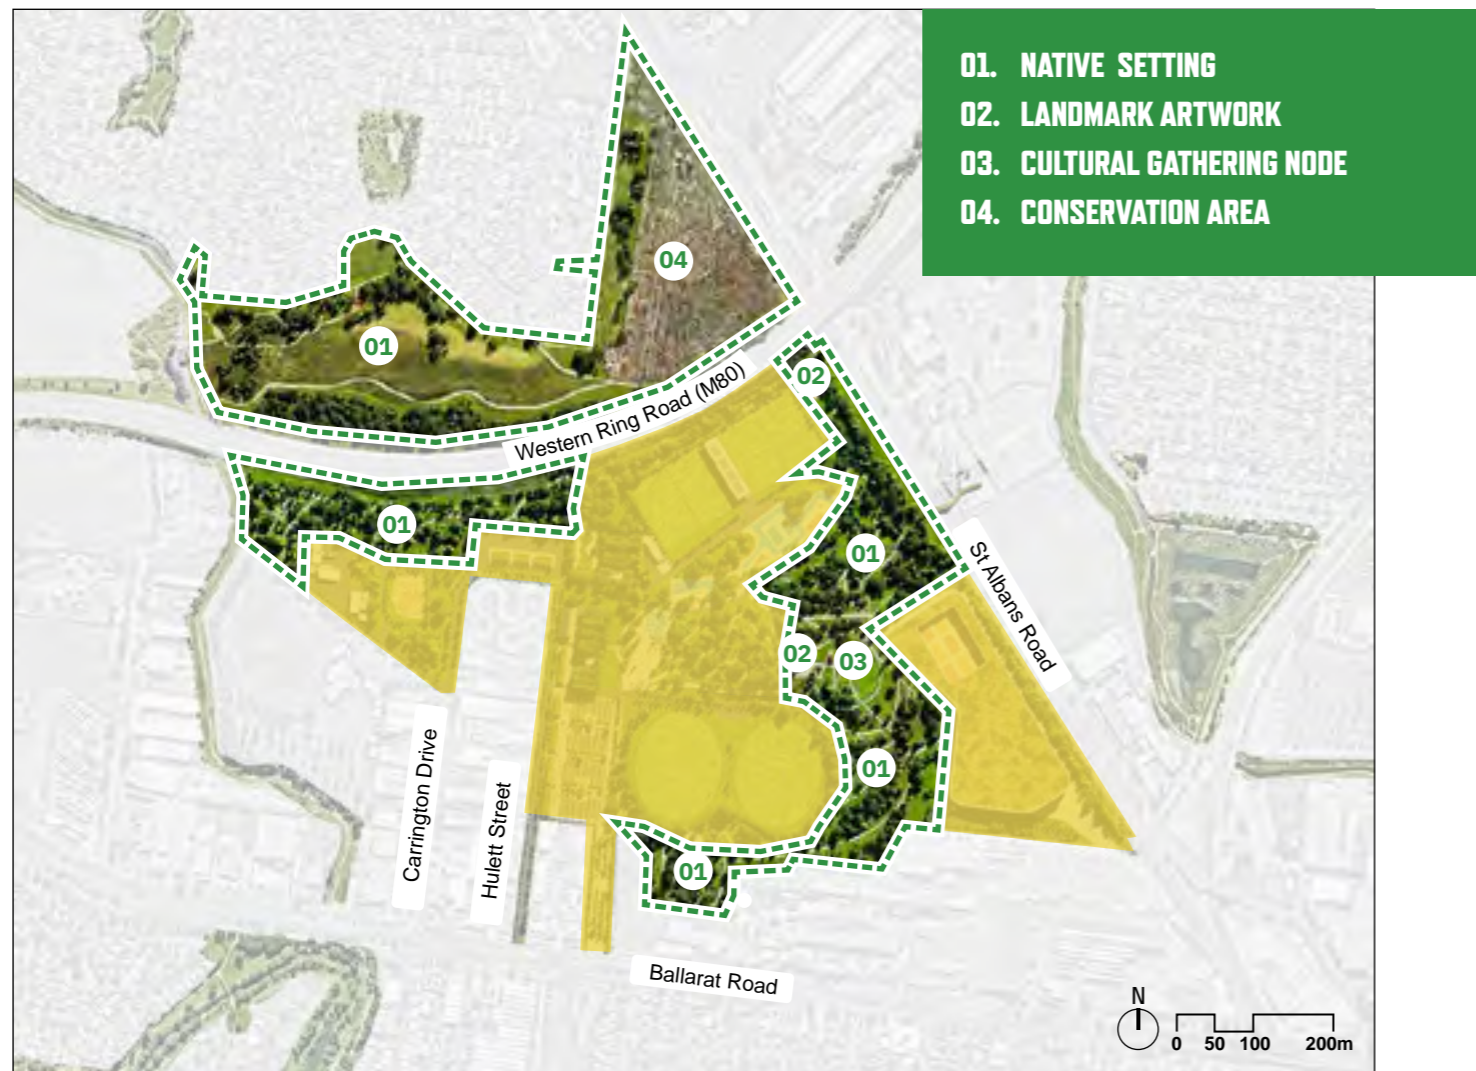 01. NATIVE SETTING
02. LANDMARK ARTWORK
03. CULTURAL GATHERING NODE
04. CONSERVATION AREA
04
01
Western Ring Road (M80)
02
01
01
St Albans Road
02
03
01
Carrington Drive
Hulett Street
01
Ballarat Road
N
0 50 100 200m